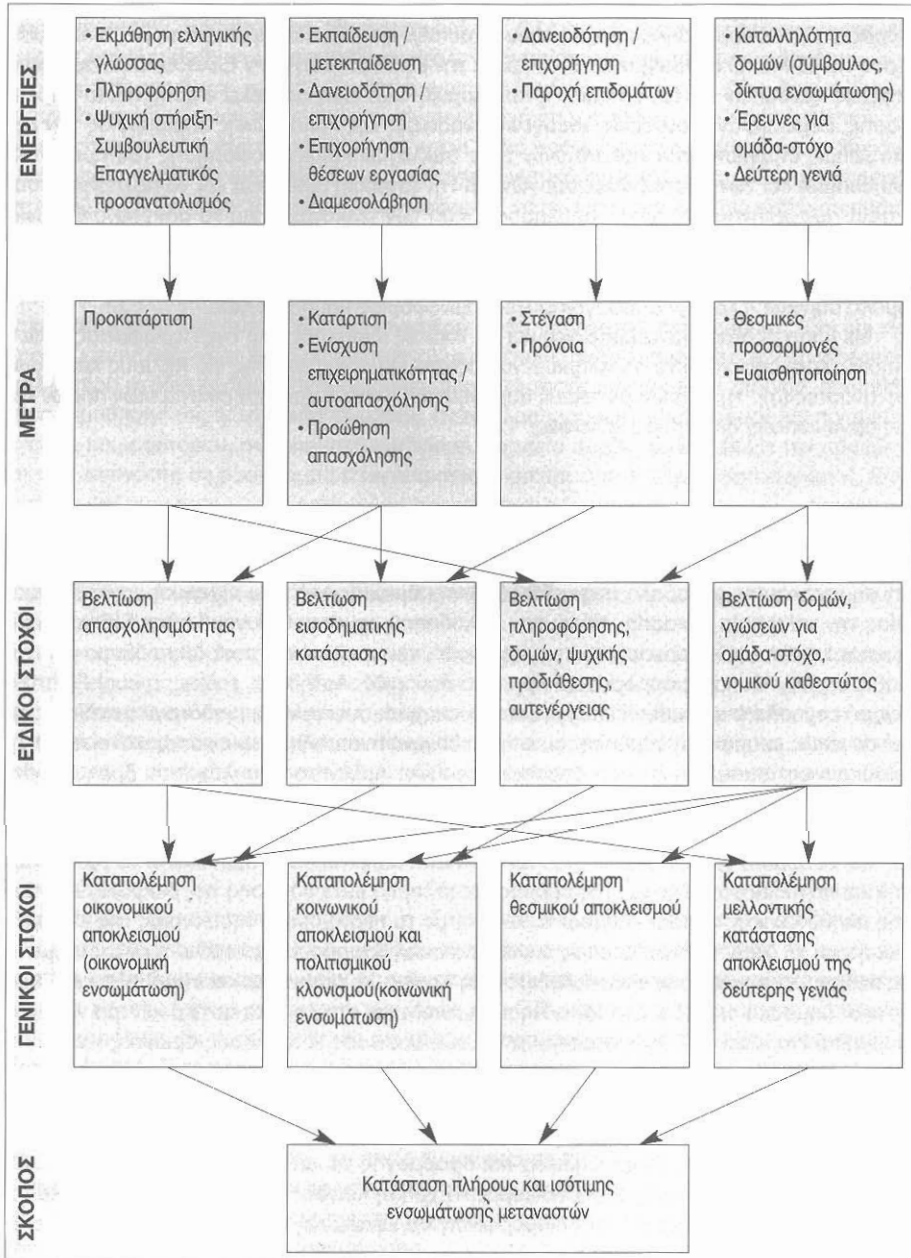 ΕΝΕΡΓΕΙΕΣ
• Εκμάθηση ελληνικής
γλώσσας
• Πληροφόρηση
• Ψυχική στήριξη-
Συμβουλευτική
Επαγγελματικός
προσανατολισμός
• Εκπαίδευση /
μετεκπαίδευση
• Δανειοδότηση /
επιχορήγηση
• Επιχορήγηση
θέσεων εργασίας
• Διαμεσολάβηση
• Δανειοδότηση /
επιχορήγηση
• Παροχή επιδομάτων
• Καταλληλότητα
δομών (σύμβουλος,
δίκτυα ενσωμάτωσης)
• Έρευνες για
ομάδα-στόχο
• Δεύτερη γενιά
ΜΕΤΡΑ
Προκατάρτιση
• Κατάρτιση
• Ενίσχυση
επιχειρηματικότητας /
αυτοαπασχόλησης
• Προώθηση
απασχόλησης
• Στέγαση
• Πρόνοια
• Θεσμικές
προσαρμογές
• Ευαισθητοποίηση
ΕΙΔΙΚΟΙ ΣΤΟΧΟΙ
Βελτίωση
απασχολησιμότητας
Βελτίωση
εισοδηματικής
κατάστασης
Βελτίωση
πληροφόρησης,
δομών, ψυχικής
προδιάθεσης,
αυτενέργειας
Βελτίωση δομών,
γνώσεων για
ομάδα-στόχο,
νομικού καθεστώτος
ΓΕΝΙΚΟΙ ΣΤΟΧΟΙ
Καταπολέμηση
οικονομικού
αποκλεισμού
(οικονομική
ενσωμάτωση)
Καταπολέμηση
κοινωνικού
αποκλεισμού και
πολιτισμικού
κλονισμού(κοινωνική
ενσωμάτωση)
Καταπολέμηση
θεσμικού αποκλεισμού
Καταπολέμηση
μελλοντικής
κατάστασης
αποκλεισμού της
δεύτερης γενιάς
ΣΚΟΠΟΣ
Κατάσταση πλήρους και ισότιμης
ενσωμάτωσης μεταναστών